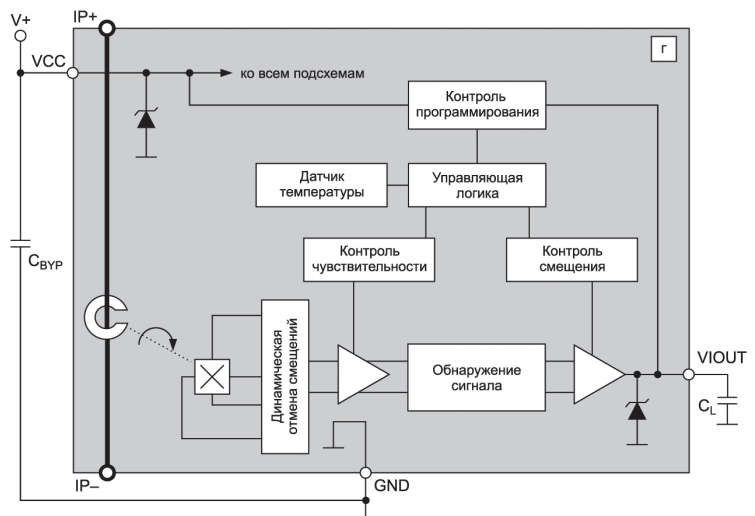 V+
IP+
VCC
г
ко всем подсхемам
Контроль
программирования
Датчик
температуры
Управляющая
логика
Контроль
чувствительности
Контроль
смещения
CBYP
Динамическая
отмена смещений
Обнаружение
сигнала
VIOUT
CL
IP–
GND